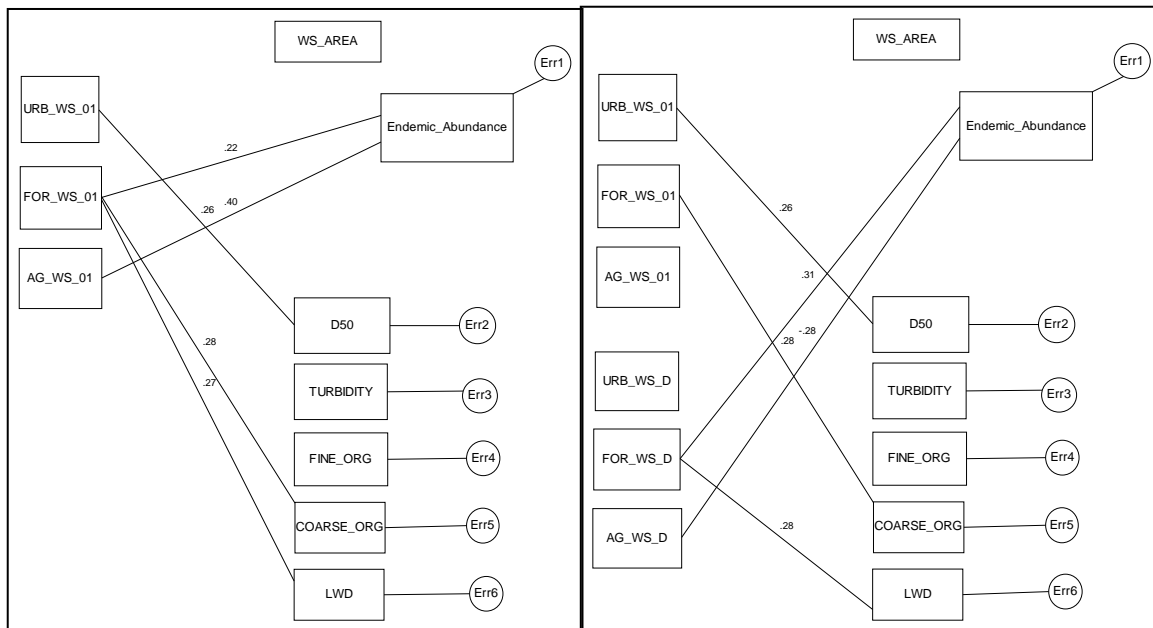 WS_AREA
Err1
URB_WS_01
Endemic_Abundance
.22
FOR_WS_01
.26
.40
AG_WS_01
D50
Err2
.28
.27
TURBIDITY
Err3
FINE_ORG
Err4
COARSE_ORG
Err5
LWD
Err6
WS_AREA
Err1
URB_WS_01
Endemic_Abundance
FOR_WS_01
.26
AG_WS_01
.31
D50
Err2
-.28
.28
URB_WS_D
TURBIDITY
Err3
FOR_WS_D
FINE_ORG
Err4
AG_WS_D
.28
COARSE_ORG
Err5
LWD
Err6